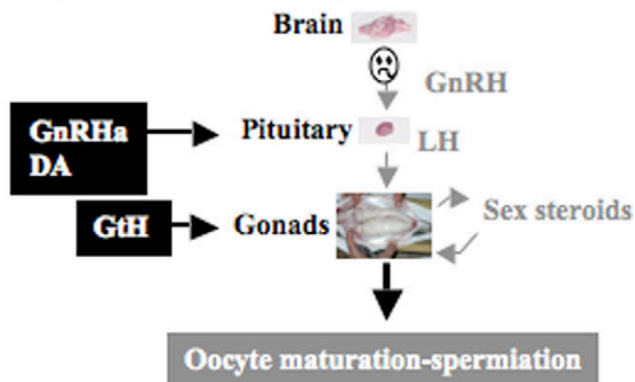 Brain
GnRH
GnRHa
DA
Pituitary
LH
GtH
Gonads
Sex steroids
Oocyte maturation-spermiation